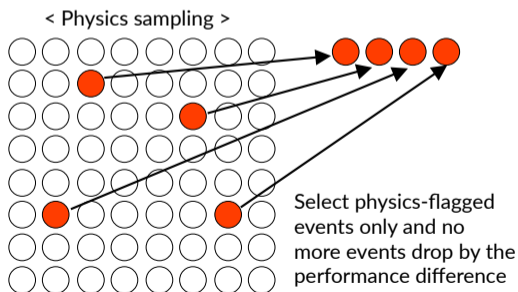 < Physics sampling >
Select physics-flagged
events only and no
more events drop by the
performance difference